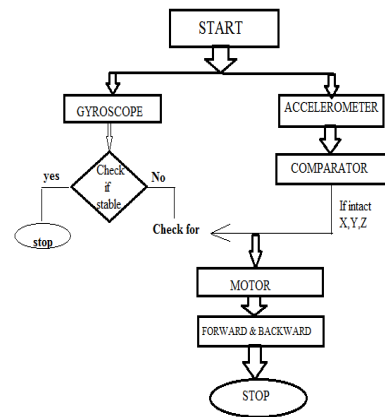 START
GYROSCOPE
ACCELEROMETER
yes
Check
if
stable
No
COMPARATOR
stop
Check for
If intact
X,Y,Z
MOTOR
FORWARD & BACKWARD
STOP